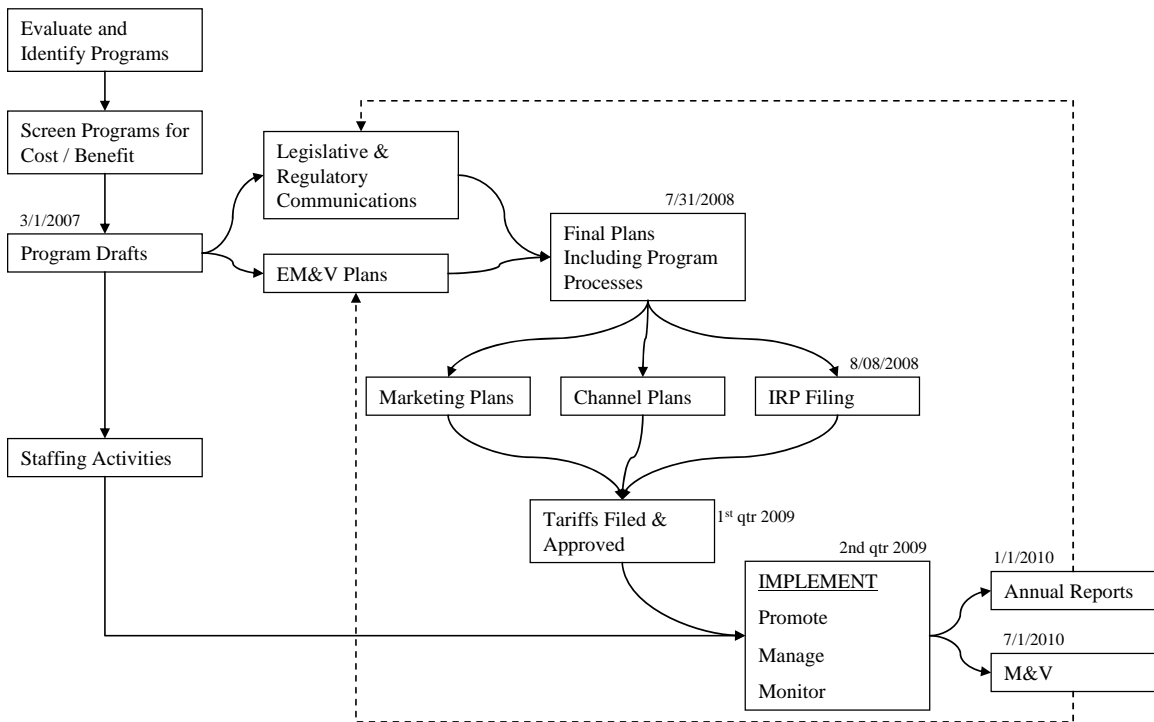 Evaluate and
Identify Programs
Screen Programs for
Cost / Benefit
Legislative &
Regulatory
Communications
3/1/2007
Program Drafts
EM&V Plans
7/31/2008
Final Plans
Including Program
Processes
Marketing Plans
Channel Plans
8/08/2008
IRP Filing
Staffing Activities
Tariffs Filed &
Approved
1st qtr 2009
2nd qtr 2009
IMPLEMENT
Promote
Manage
Monitor
1/1/2010
Annual Reports
7/1/2010
M&V